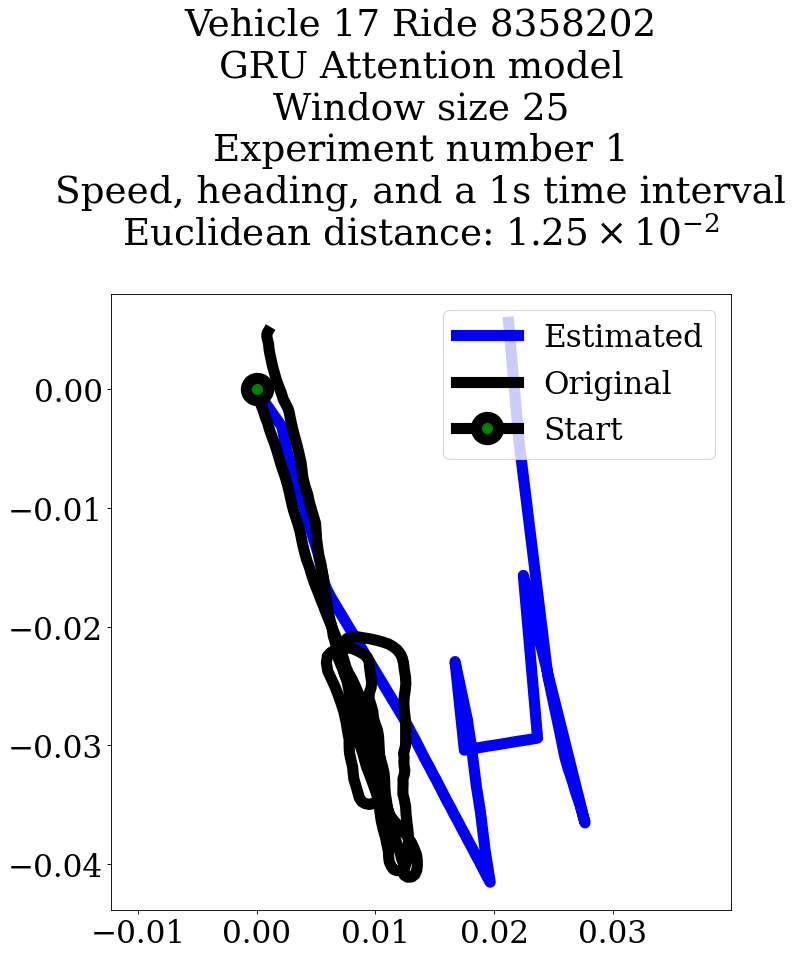 Vehicle 17 Ride 8358202
GRU Attention model
Window size 25
Experiment number 1
Speed, heading, and a 1s time interval
Euclidean distance: 1.25 × 10⁻²
Estimated
Original
Start
0.00
−0.01
−0.02
−0.03
−0.04
−0.01 0.00 0.01 0.02 0.03